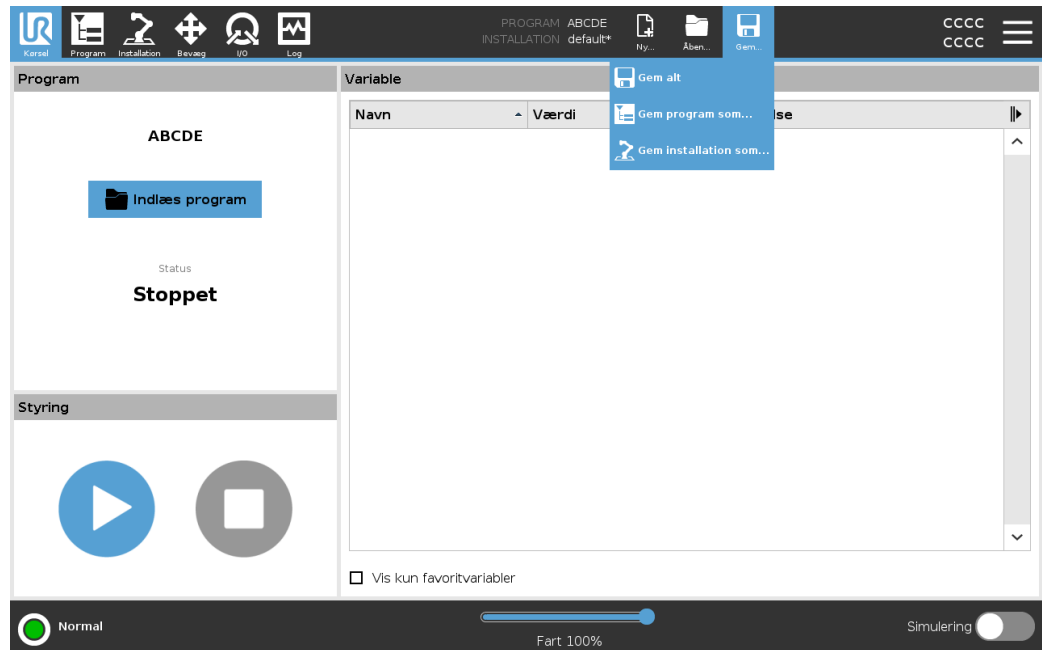 UR
PROGRAM ABCDE
INSTALLATION default*
CCCC
CCCC
Kørsel Program Installation Bevæg I/O Log Ny... Åben... Gem...
Program
Variable
Gem alt
Gem program som...
Gem installation som...
Navn Værdi lse
ABCDE
Indlæs program
Status
Stoppet
Styring
Vis kun favoritvariabler
Normal
Fart 100%
Simulering